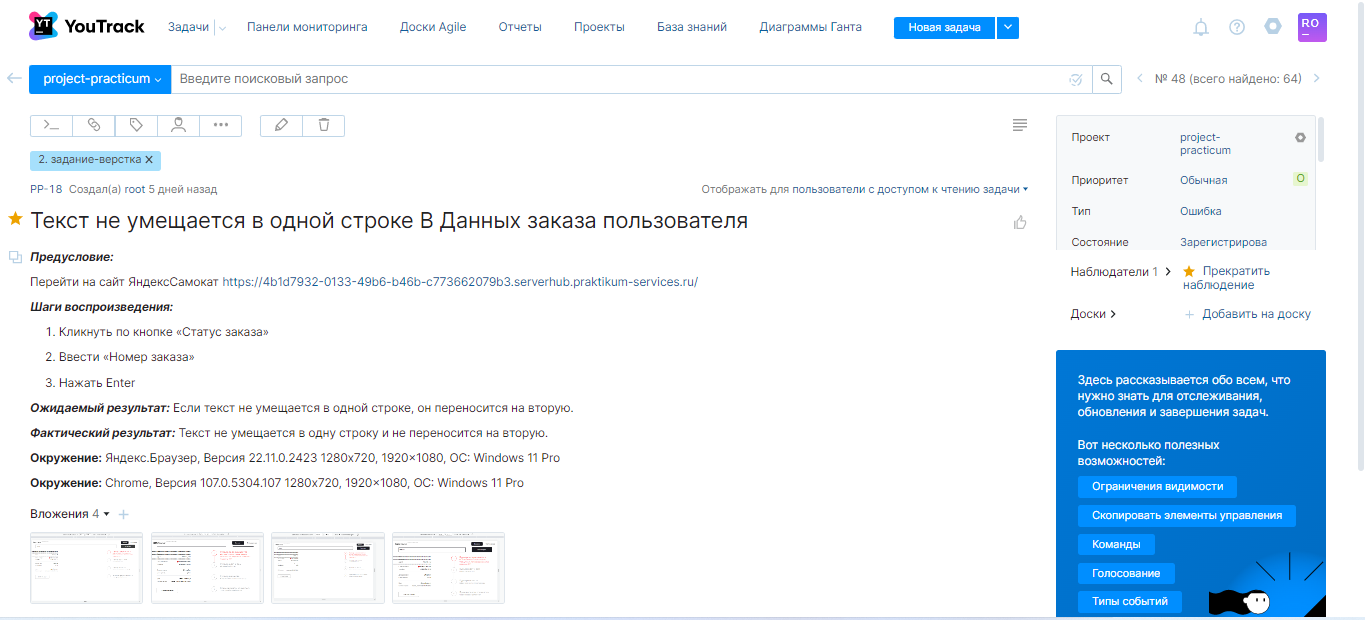 YT YouTrack Задачи Панели мониторинга Доски Agile Отчеты Проекты База знаний Диаграммы Ганта Новая задача RO
project-practicum Введите поисковый запрос № 48 (всего найдено: 64)
2. задание-верстка
PP-18 Создал(а) root 5 дней назад Отображать для пользователи с доступом к чтению задачи
Текст не умещается в одной строке В Данных заказа пользователя
Предусловие:
Перейти на сайт ЯндексСамокат https://4b1d7932-0133-49b6-b46b-c773662079b3.serverhub.praktikum-services.ru/
Шаги воспроизведения:
1. Кликнуть по кнопке «Статус заказа»
2. Ввести «Номер заказа»
3. Нажать Enter
Ожидаемый результат: Если текст не умещается в одной строке, он переносится на вторую.
Фактический результат: Текст не умещается в одну строку и не переносится на вторую.
Окружение: Яндекс.Браузер, Версия 22.11.0.2423 1280x720, 1920×1080, ОС: Windows 11 Pro
Окружение: Chrome, Версия 107.0.5304.107 1280x720, 1920×1080, ОС: Windows 11 Pro
Вложения 4
Проект project-
practicum
Приоритет Обычная О
Тип Ошибка
Состояние Зарегистрирова
Наблюдатели 1 Прекратить
наблюдение
Доски Добавить на доску
Здесь рассказывается обо всем, что
нужно знать для отслеживания,
обновления и завершения задач.
Вот несколько полезных
возможностей:
Ограничения видимости
Скопировать элементы управления
Команды
Голосование
Типы событий